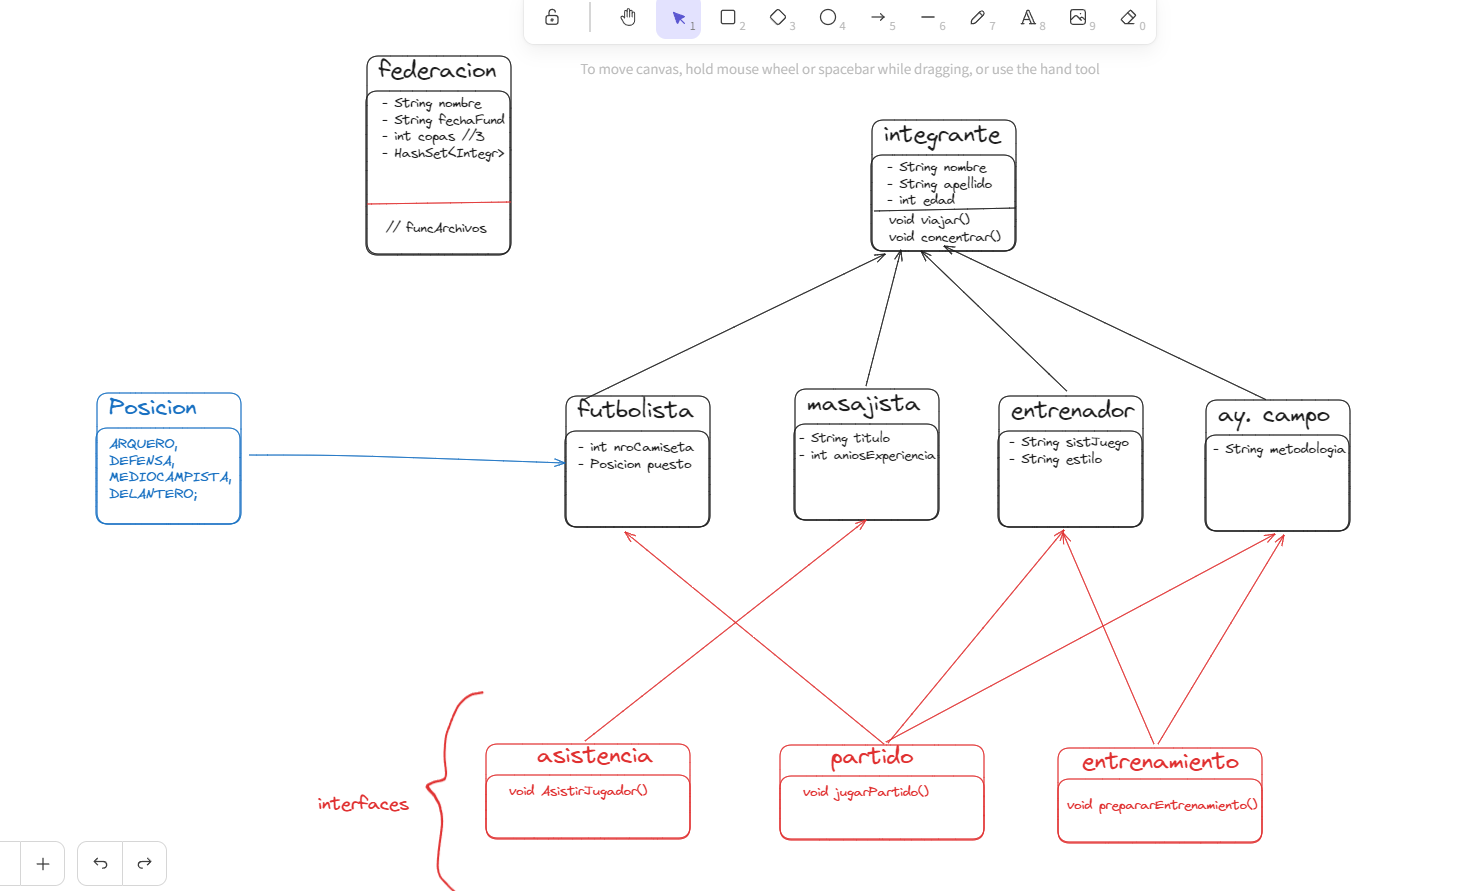 1
2
3
4
5
6
7
8
9
0
To move canvas, hold mouse wheel or spacebar while dragging, or use the hand tool
federacion
- String nombre
- String fechaFund
- int copas //3
- HashSet<Integr>
// funcArchivos
integrante
- String nombre
- String apellido
- int edad
void viajar()
void concentrar()
Posicion
ARQUERO,
DEFENSA,
MEDIOCAMPISTA,
DELANTERO;
futbolista
- int nroCamiseta
- Posicion puesto
masajista
- String titulo
- int aniosExperiencia
entrenador
- String sistJuego
- String estilo
ay. campo
- String metodologia
interfaces
asistencia
void AsistirJugador()
partido
void jugarPartido()
entrenamiento
void prepararEntrenamiento()